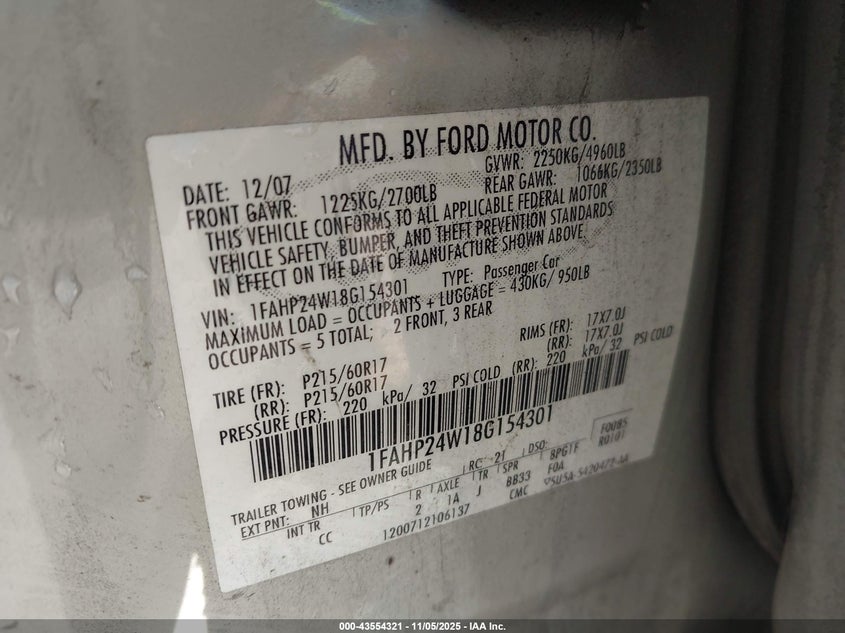 MFD. BY FORD MOTOR CO.
DATE: 12/07 GVWR: 2250KG/4960LB
FRONT GAWR: 1225KG/2700LB REAR GAWR: 1066KG/2350LB
THIS VEHICLE CONFORMS TO ALL APPLICABLE FEDERAL MOTOR
VEHICLE SAFETY, BUMPER, AND THEFT PREVENTION STANDARDS
IN EFFECT ON THE DATE OF MANUFACTURE SHOWN ABOVE.
VIN: 1FAHP24W18G154301 TYPE: Passenger Car
MAXIMUM LOAD = OCCUPANTS + LUGGAGE = 430KG/ 950LB
OCCUPANTS = 5 TOTAL; 2 FRONT, 3 REAR
TIRE (FR): P215/60R17 RIMS (FR): 17X7.0J
(RR): P215/60R17 (RR): 17X7.0J
PRESSURE (FR): 220 kPa/ 32 PSI COLD (RR): 220 kPa/ 32 PSI COLD
1FAHP24W18G154301
F0085
R0101
TRAILER TOWING - SEE OWNER GUIDE RC: 21 DSO:
EXT PNT: NH TP/PS R AXLE TR SPR BPGTF
INT TR 2 1A J BB33 F0A
CC 1200712106137 CMC
000-43554321 - 11/05/2025 - IAA Inc.